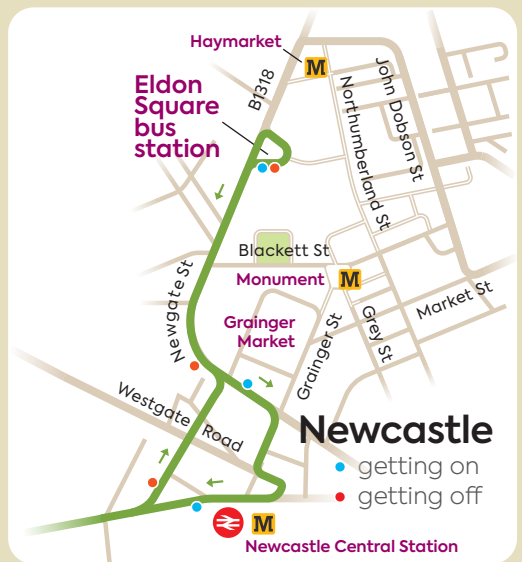 Haymarket
M
B1318
John Dobson St
Northumberland St
Eldon
Square
bus
station
Blackett St
Monument
M
Newgate St
Grainger
Market
Grainger St
Grey St
Market St
Westgate Road
Newcastle
getting on
getting off
M
Newcastle Central Station